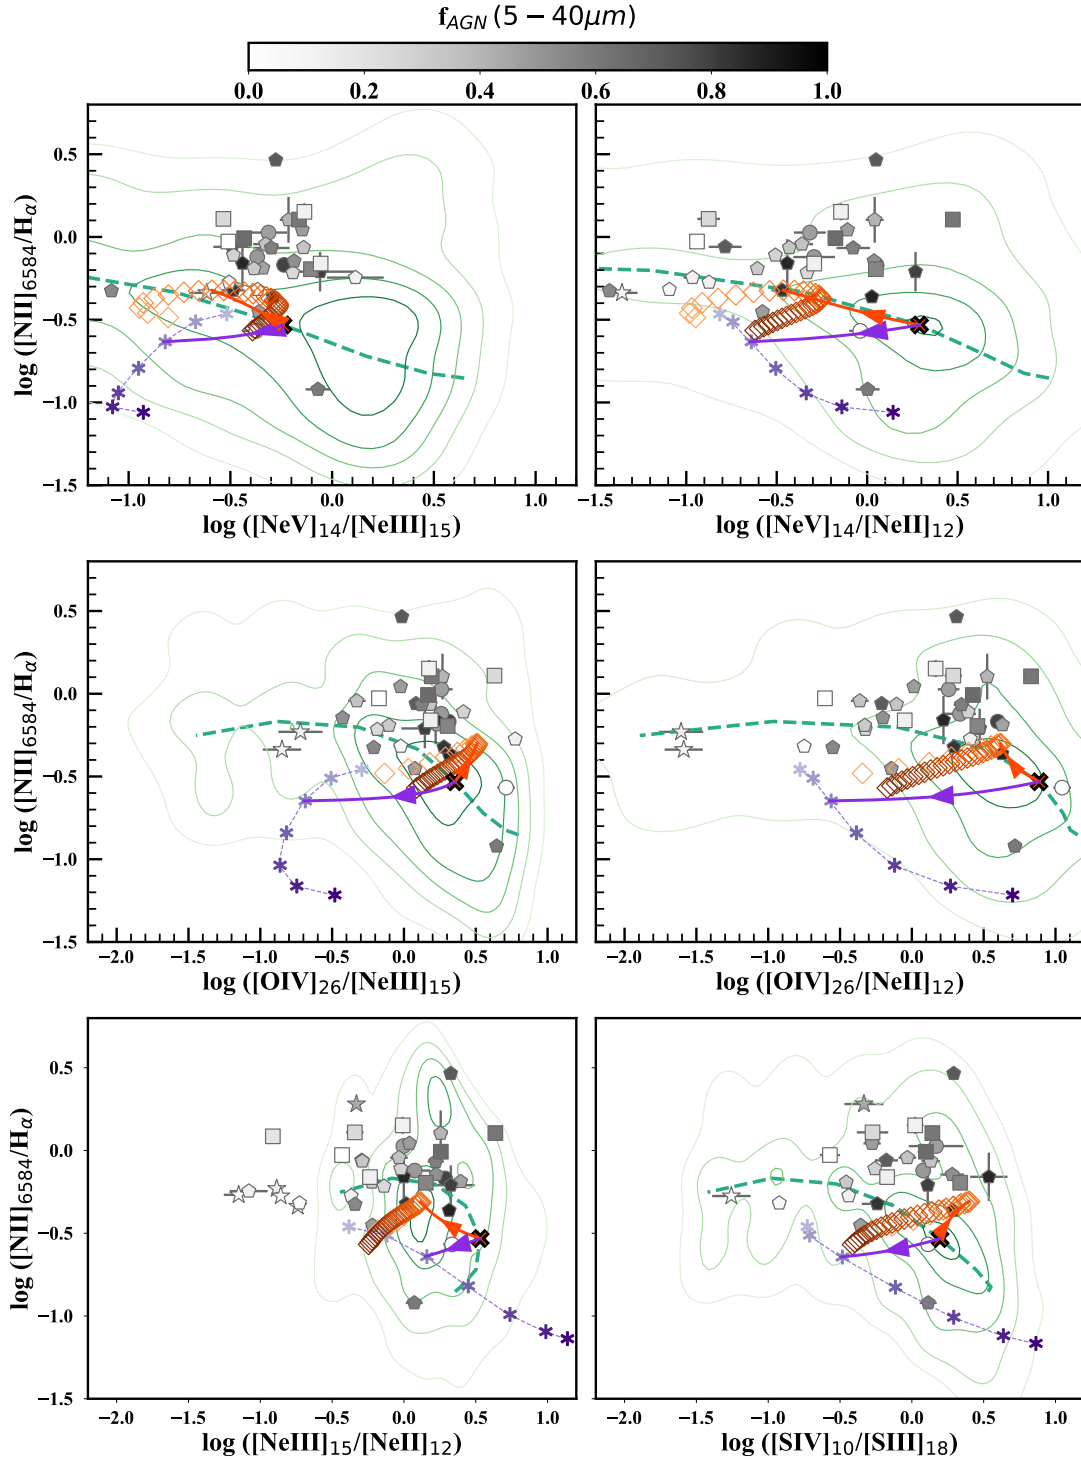 f_AGN (5 − 40μm)
0.0 0.2 0.4 0.6 0.8 1.0
0.5
0.0
−0.5
−1.0
−1.5
log ([NII]6584/Hα)
−1.0 −0.5 0.0 0.5 1.0
log ([NeV]14/[NeIII]15)
−1.5 −1.0 −0.5 0.0 0.5 1.0
log ([NeV]14/[NeII]12)
0.5
0.0
−0.5
−1.0
−1.5
log ([NII]6584/Hα)
−2.0 −1.5 −1.0 −0.5 0.0 0.5 1.0
log ([OIV]26/[NeIII]15)
−2.0 −1.5 −1.0 −0.5 0.0 0.5 1.0
log ([OIV]26/[NeII]12)
0.5
0.0
−0.5
−1.0
−1.5
log ([NII]6584/Hα)
−2.0 −1.5 −1.0 −0.5 0.0 0.5 1.0
log ([NeIII]15/[NeII]12)
−2.0 −1.5 −1.0 −0.5 0.0 0.5 1.0
log ([SIV]10/[SIII]18)